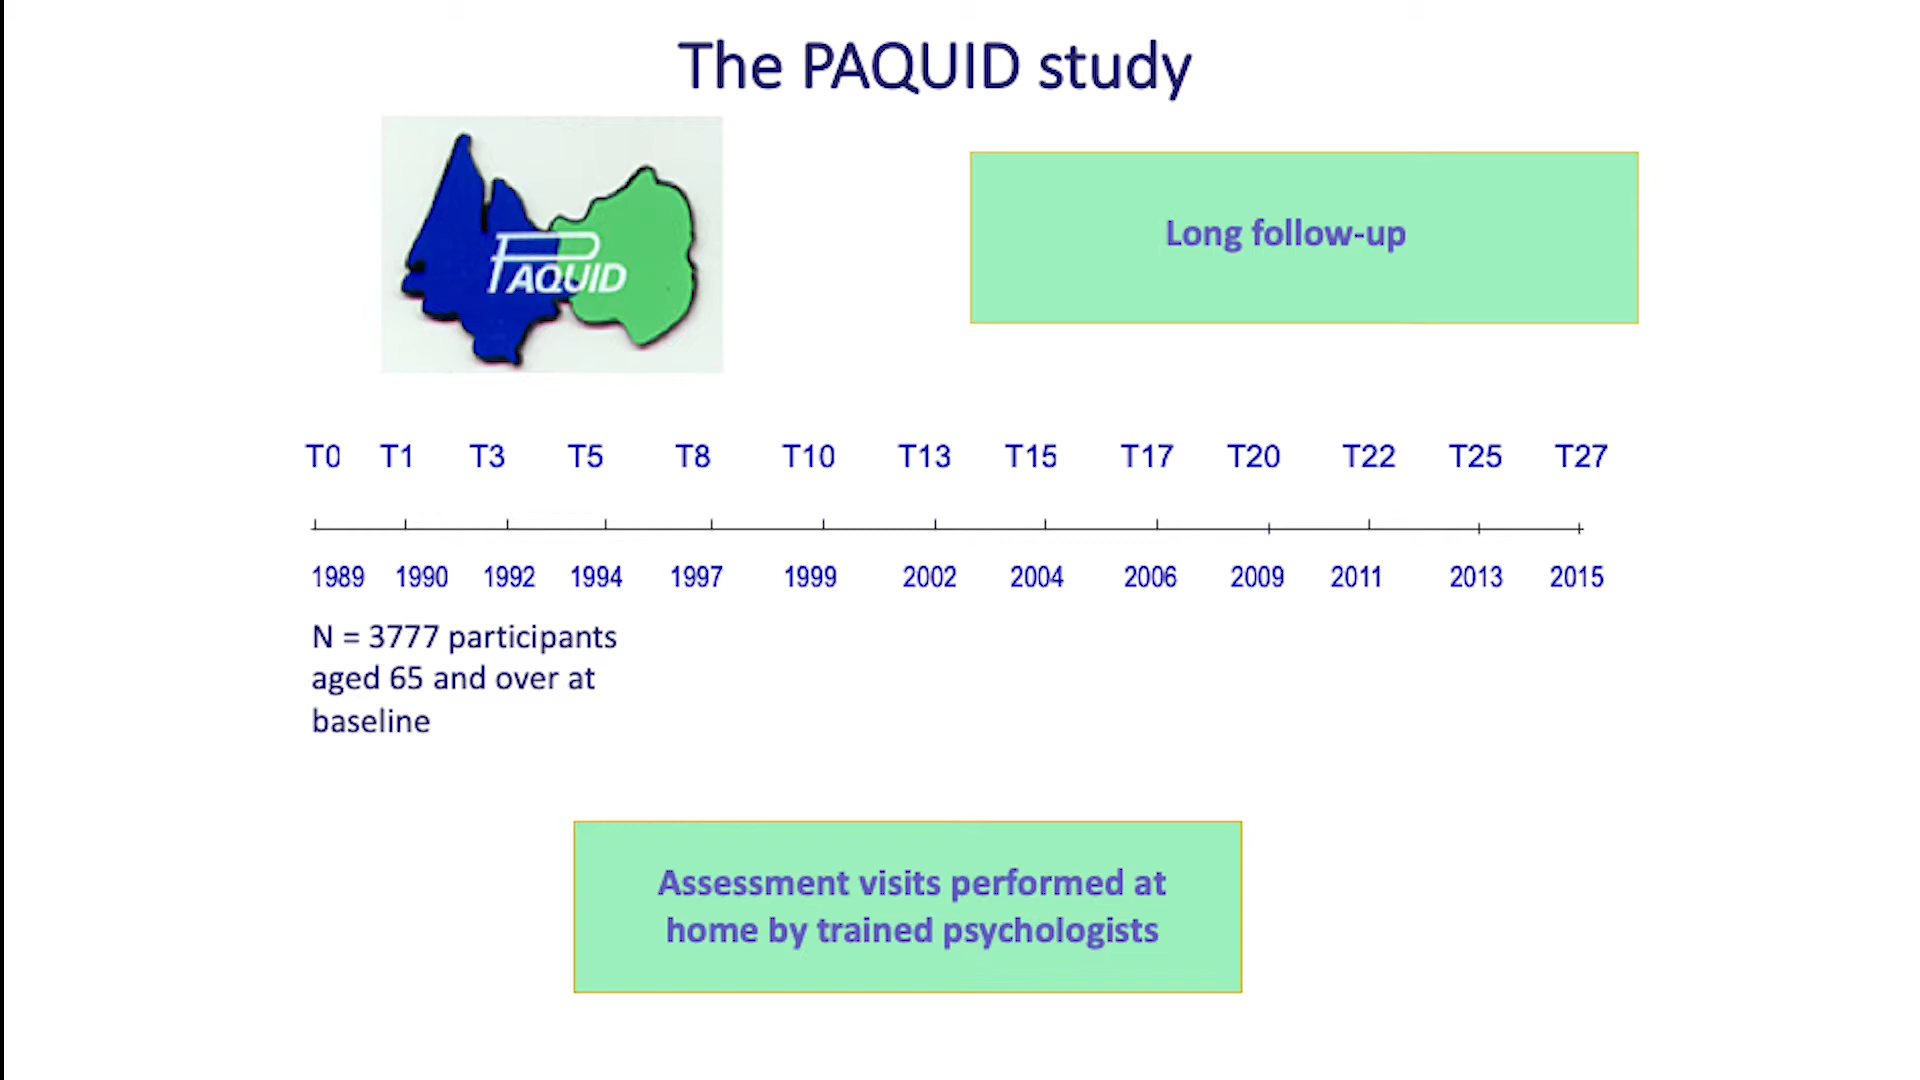 The PAQUID study
PAQUID
Long follow-up
T0 T1 T3 T5 T8 T10 T13 T15 T17 T20 T22 T25 T27
1989 1990 1992 1994 1997 1999 2002 2004 2006 2009 2011 2013 2015
N = 3777 participants
aged 65 and over at
baseline
Assessment visits performed at
home by trained psychologists